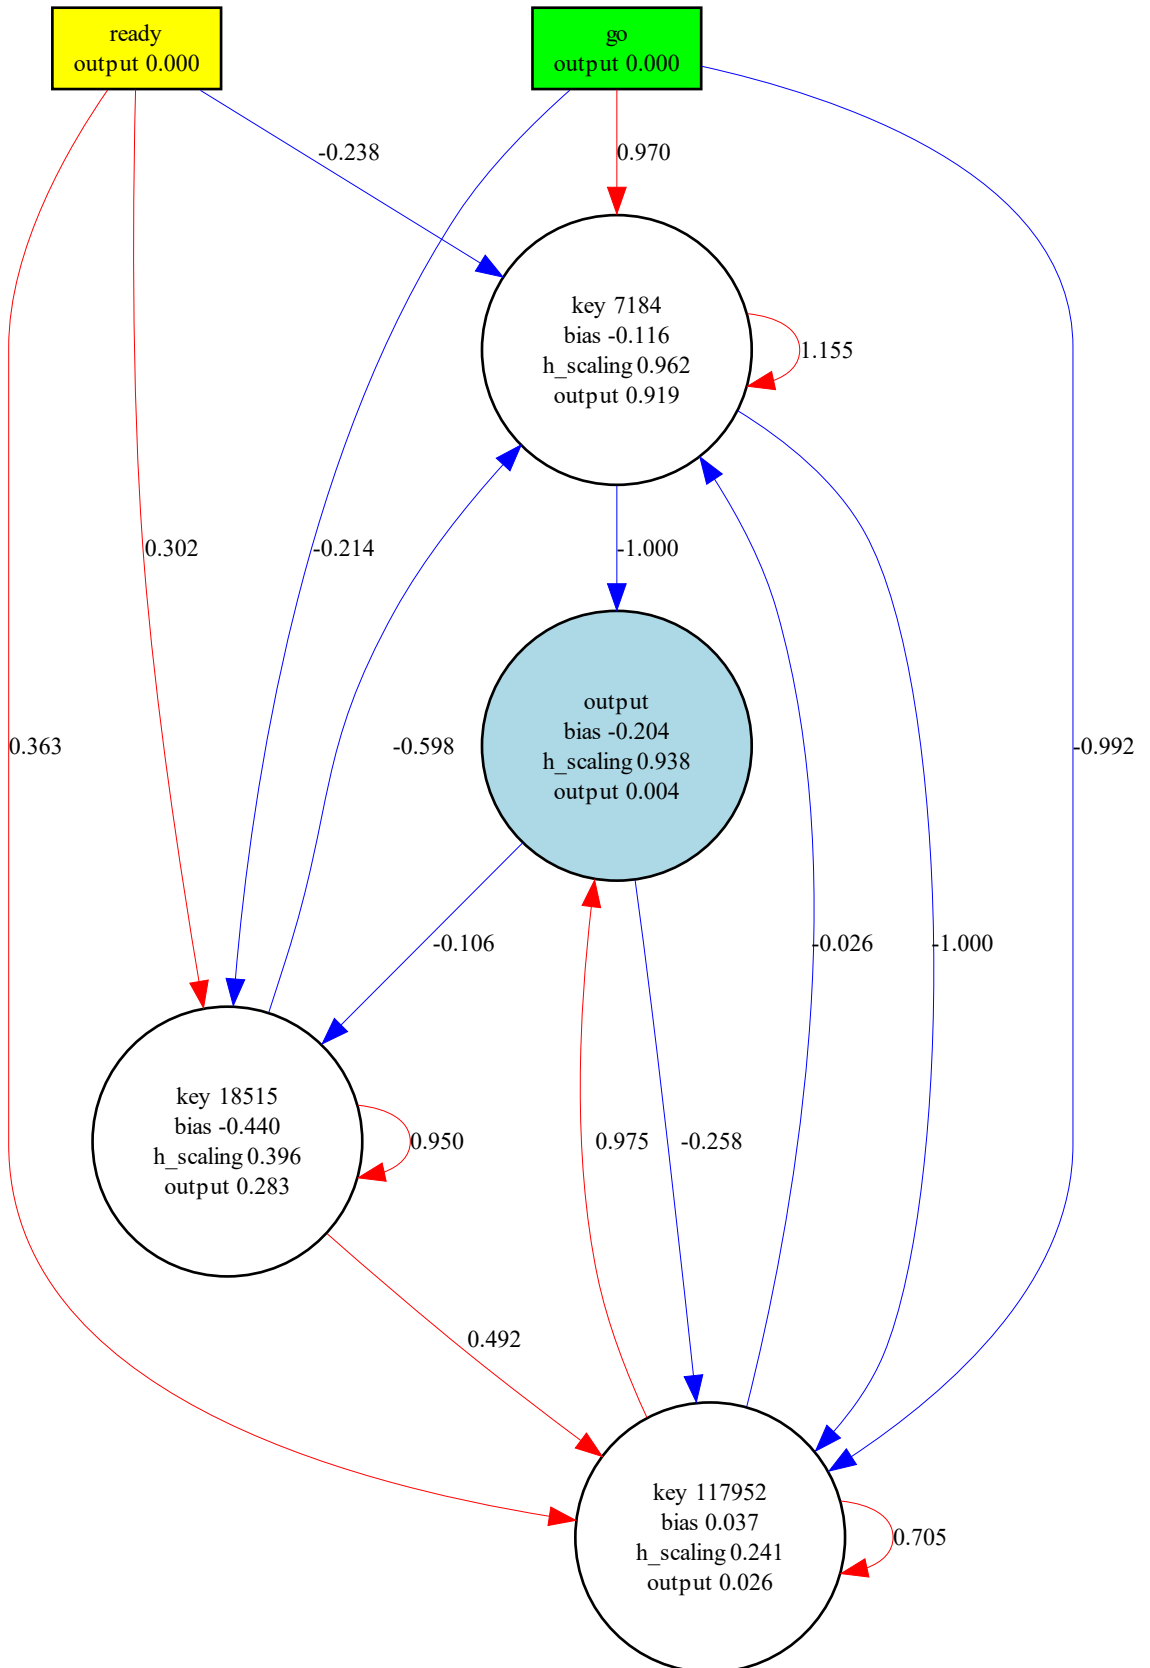 ready
output 0.000
go
output 0.000
-0.238
0.970
key 7184
bias -0.116
h_scaling 0.962
output 0.919
1.155
0.302
-0.214
-1.000
output
bias -0.204
h_scaling 0.938
output 0.004
0.363
-0.598
-0.992
-0.106
-0.026
-1.000
key 18515
bias -0.440
h_scaling 0.396
output 0.283
0.950
0.975
-0.258
0.492
key 117952
bias 0.037
h_scaling 0.241
output 0.026
0.705